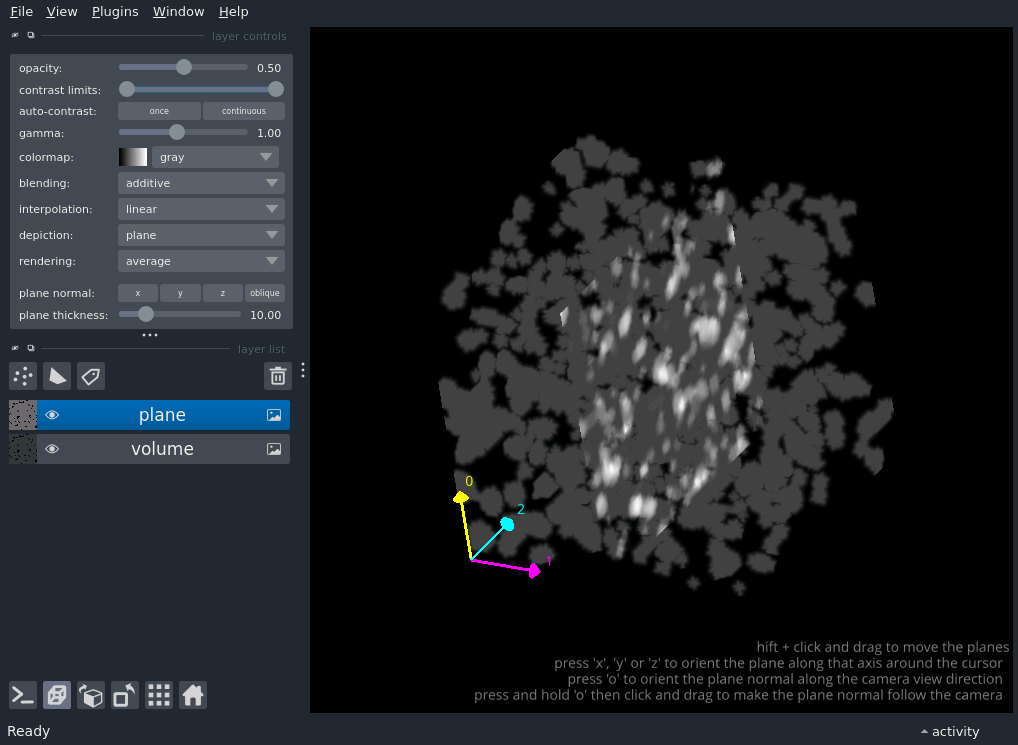 File View Plugins Window Help
layer controls
opacity: 0.50
contrast limits:
auto-contrast: once continuous
gamma: 1.00
colormap: gray
blending: additive
interpolation: linear
depiction: plane
rendering: average
plane normal: x y z oblique
plane thickness: 10.00
layer list
plane
volume
0
2
1
hift + click and drag to move the planes
press 'x', 'y' or 'z' to orient the plane along that axis around the cursor
press 'o' to orient the plane normal along the camera view direction
press and hold 'o' then click and drag to make the plane normal follow the camera
Ready activity